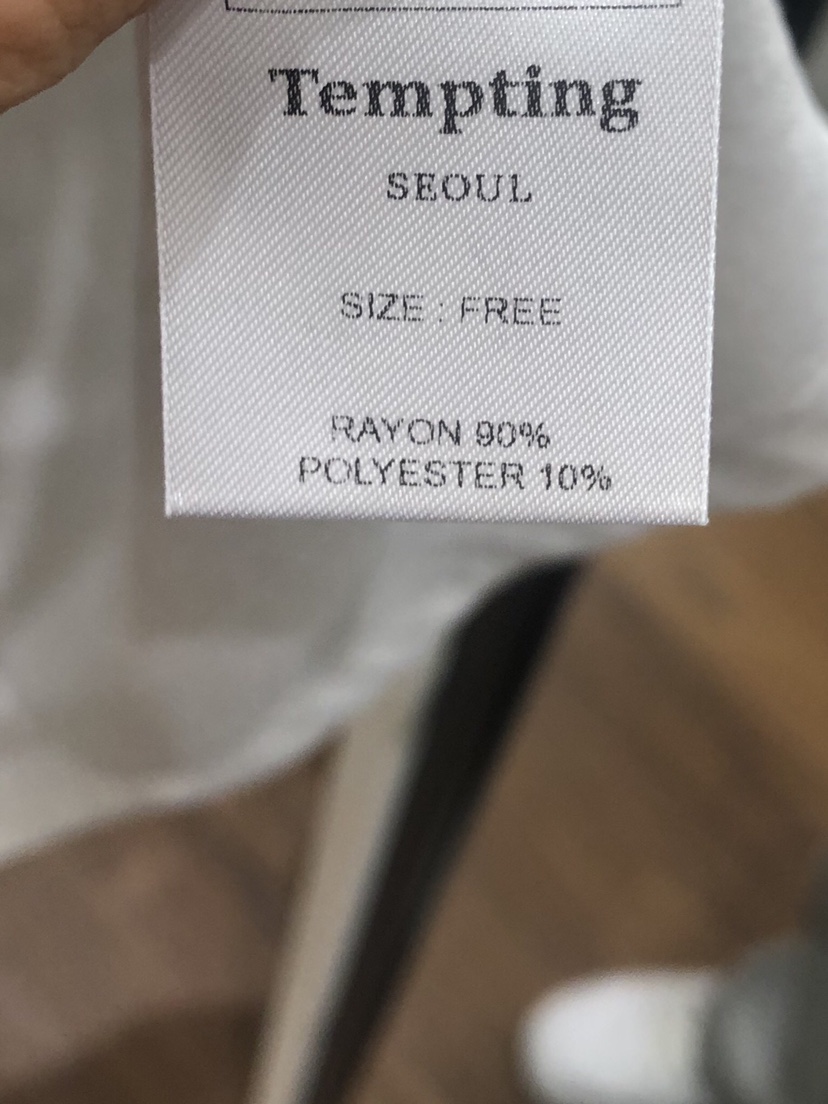 Tempting
SEOUL
SIZE : FREE
RAYON 90%
POLYESTER 10%